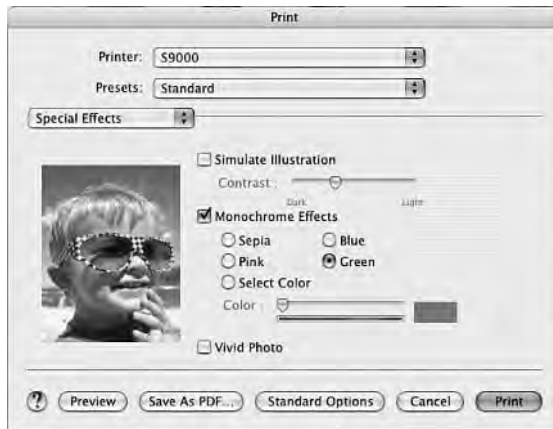 Print
Printer: S9000
Presets: Standard
Special Effects
Simulate Illustration
Contrast :
Dark Light
Monochrome Effects
Sepia Blue
Pink Green
Select Color
Color :
Vivid Photo
? Preview Save As PDF... Standard Options Cancel Print